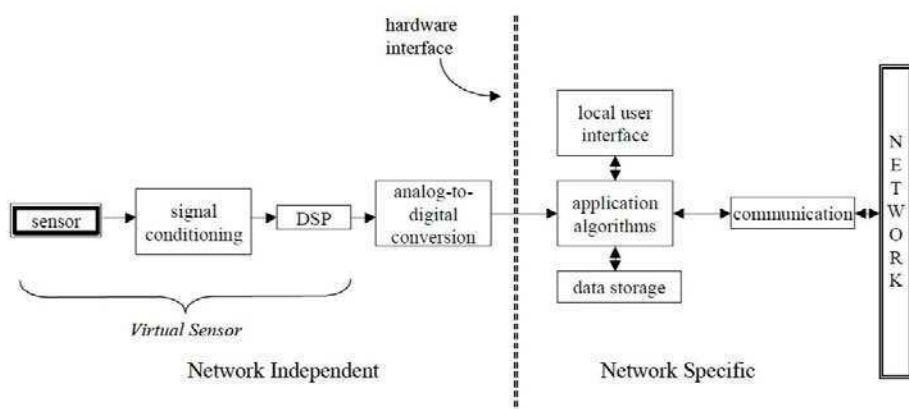 hardware
interface
local user
interface
sensor
signal
conditioning
DSP
analog-to-
digital
conversion
application
algorithms
communication
data storage
NETWORK
Virtual Sensor
Network Independent
Network Specific